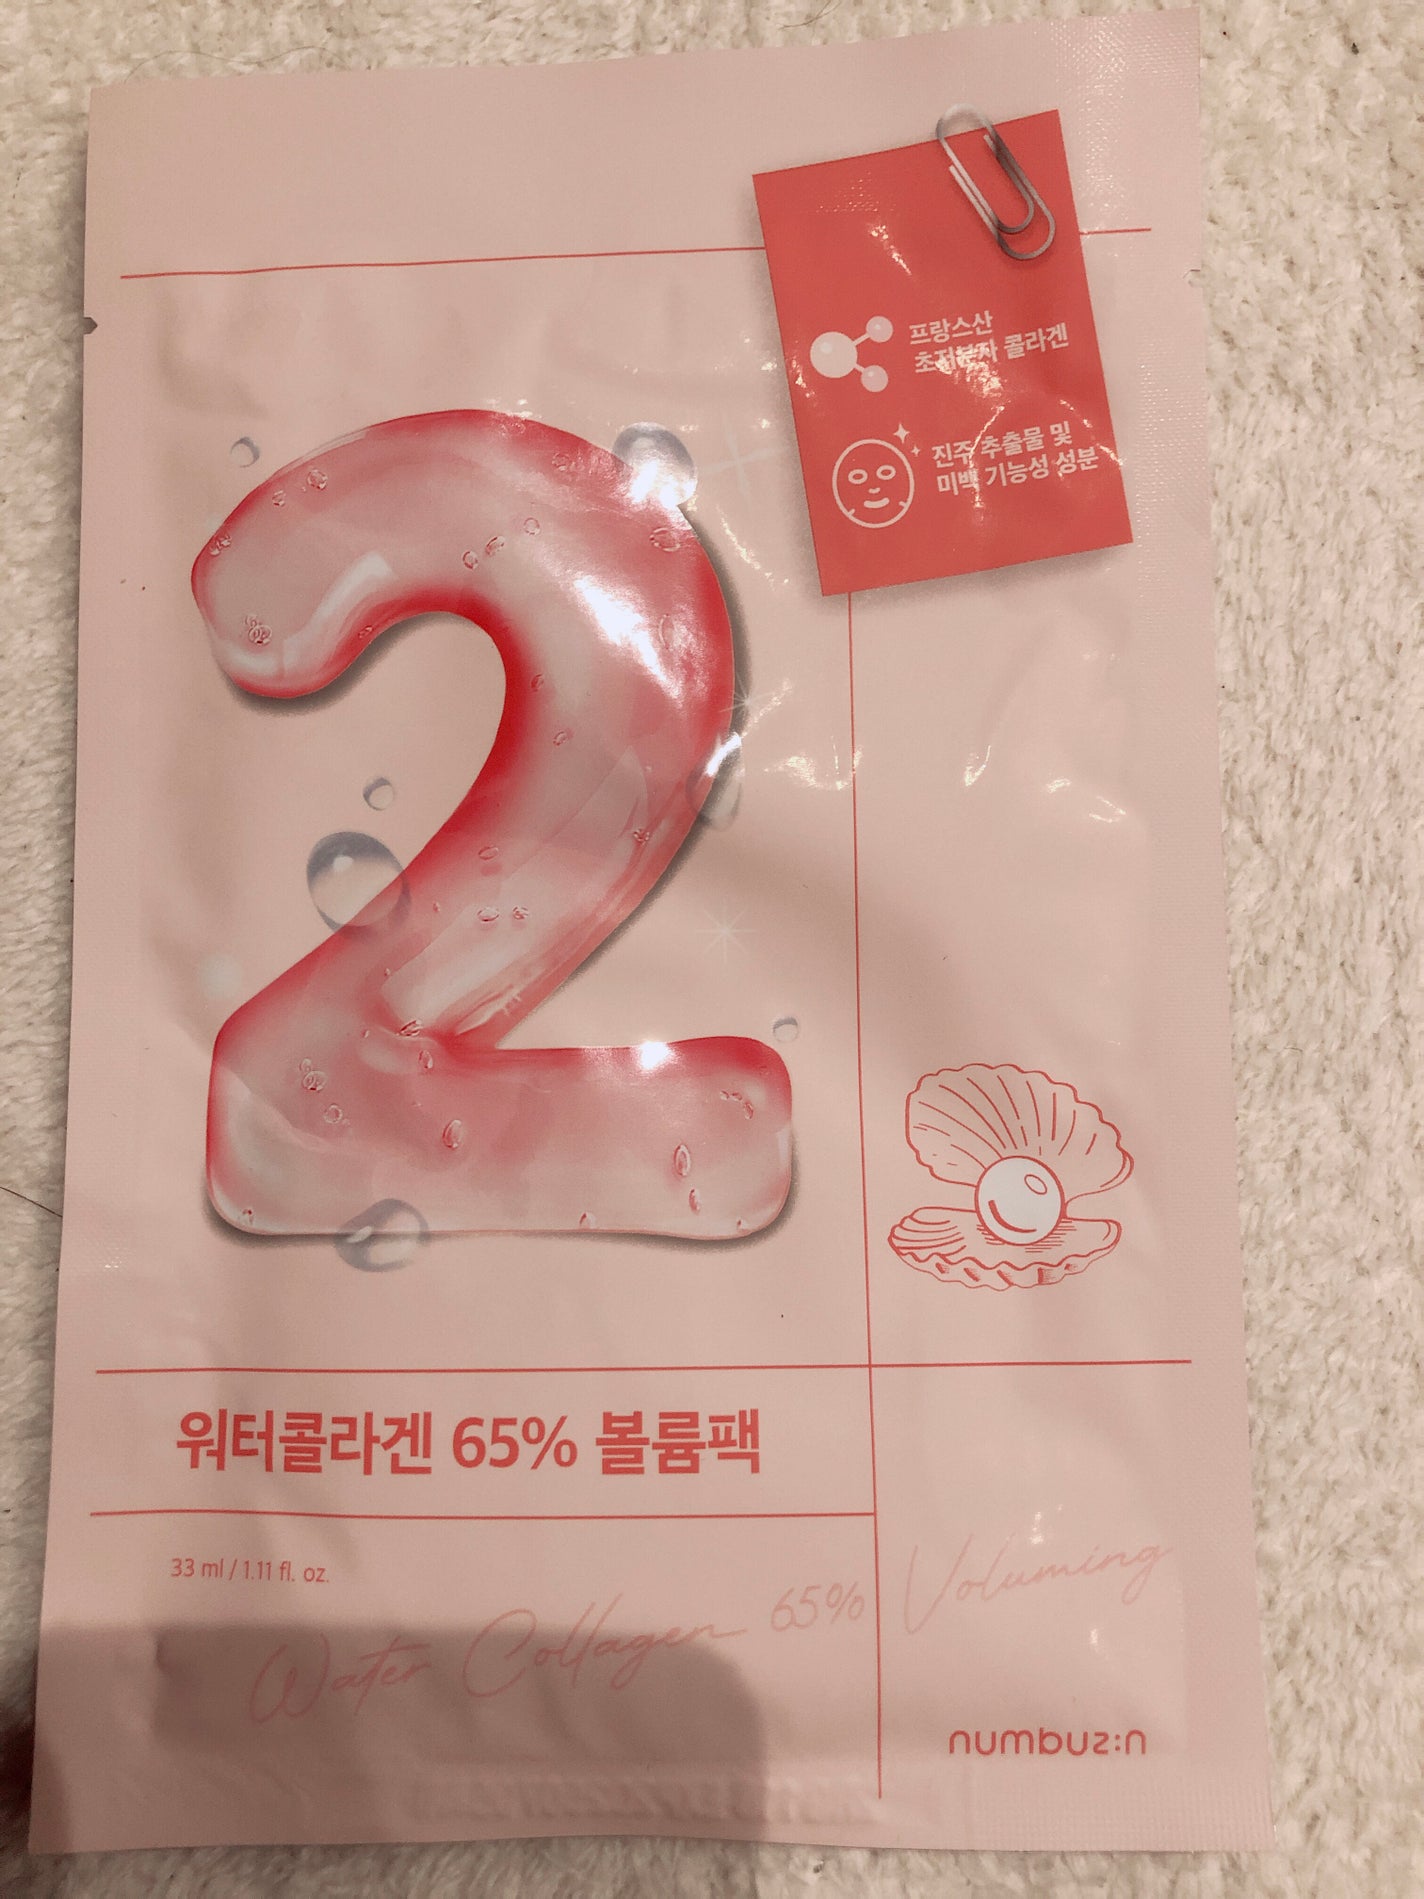 프랑스산
초저분자 콜라겐
진주 추출물 및
미백 기능성 성분
2
워터콜라겐 65% 볼륨팩
33 ml / 1.11 fl. oz.
Water Collagen 65% Voluming
numbuz:n